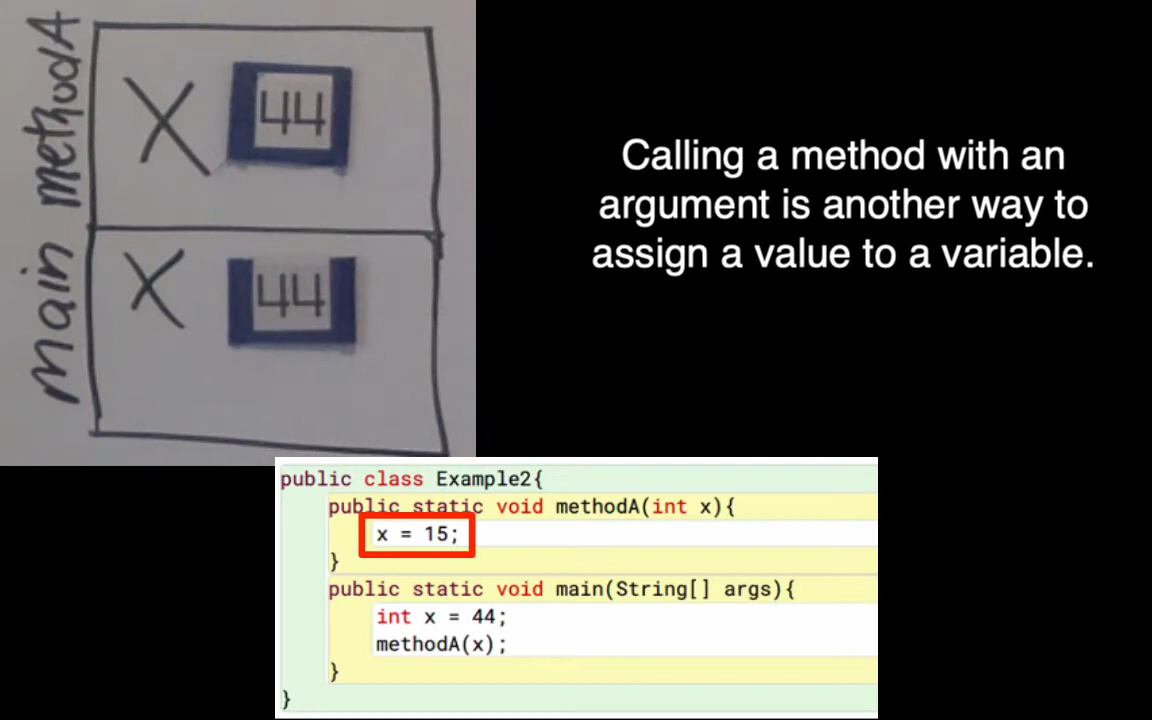 methodA
X 44
main
X 44
Calling a method with an
argument is another way to
assign a value to a variable.
public class Example2{
public static void methodA(int x){
x = 15;
}
public static void main(String[] args){
int x = 44;
methodA(x);
}
}